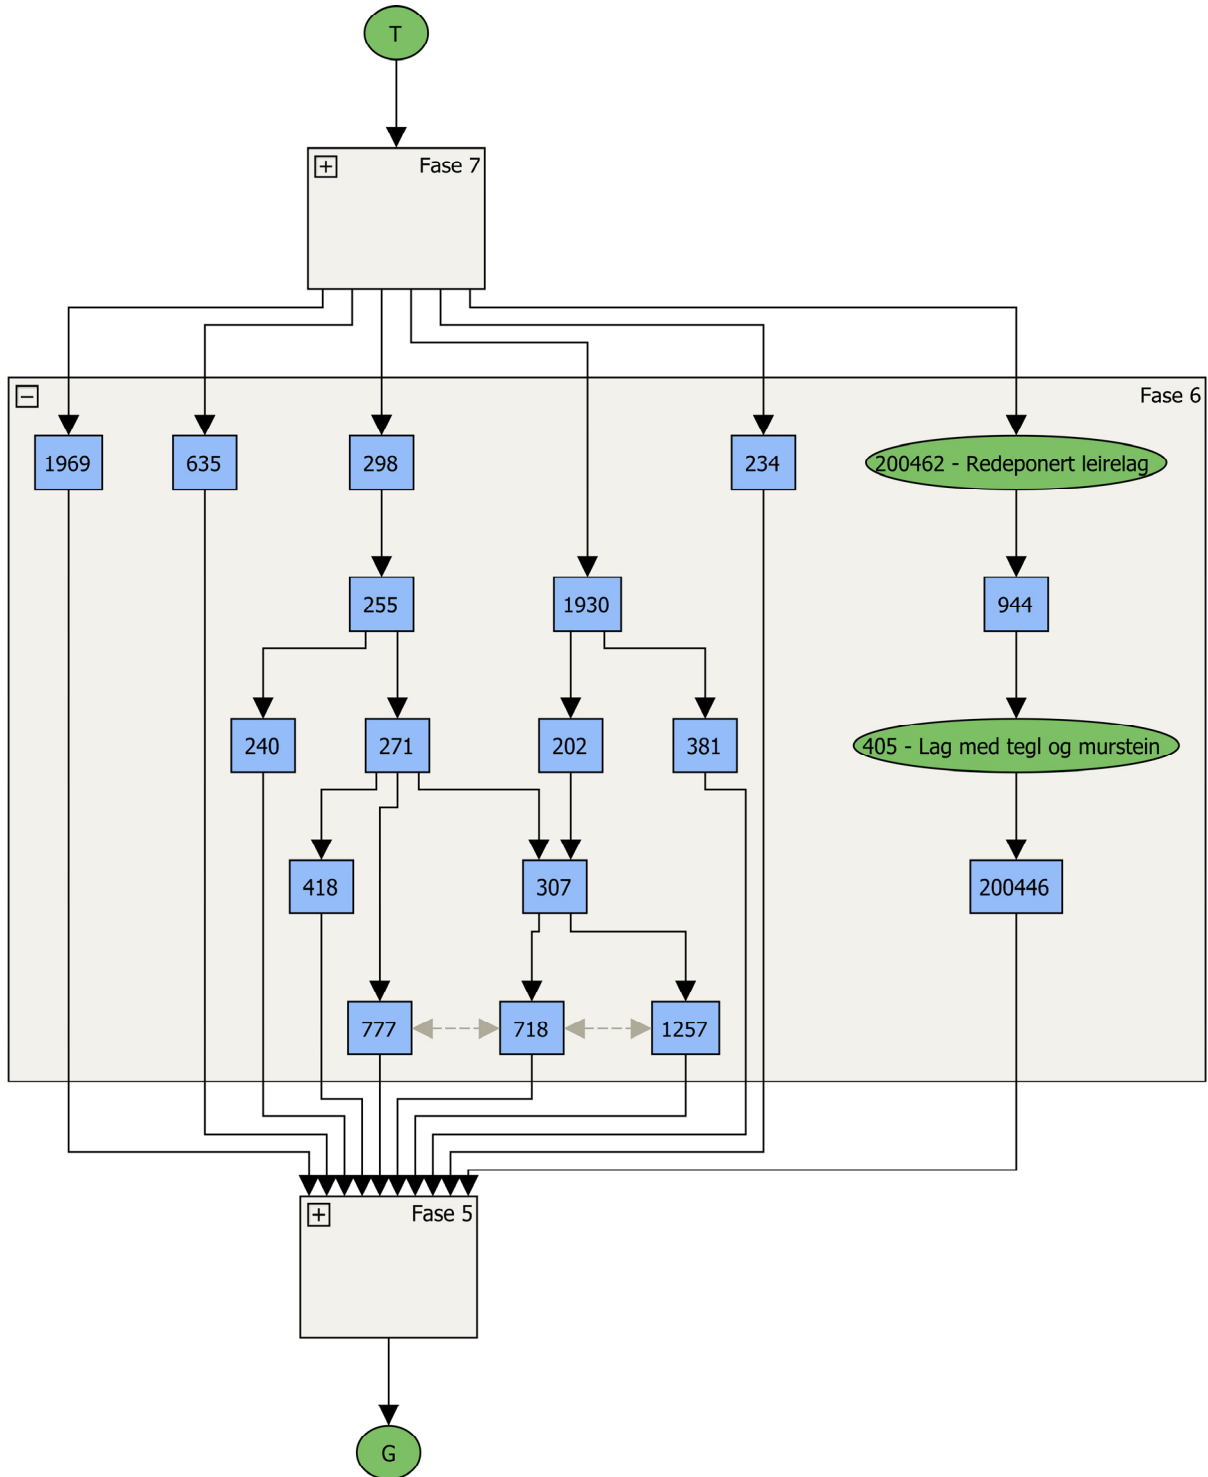 T
Fase 7
Fase 6
1969
635
298
234
200462 - Redeponert leirelag
255
1930
944
240
271
202
381
405 - Lag med tegl og murstein
418
307
200446
777
718
1257
Fase 5
G